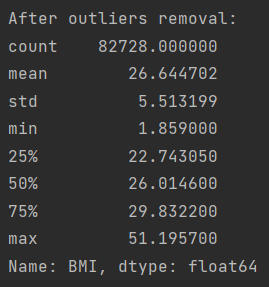 After outliers removal:
count    82728.000000
mean        26.644702
std          5.513199
min          1.859000
25%         22.743050
50%         26.014600
75%         29.832200
max         51.195700
Name: BMI, dtype: float64